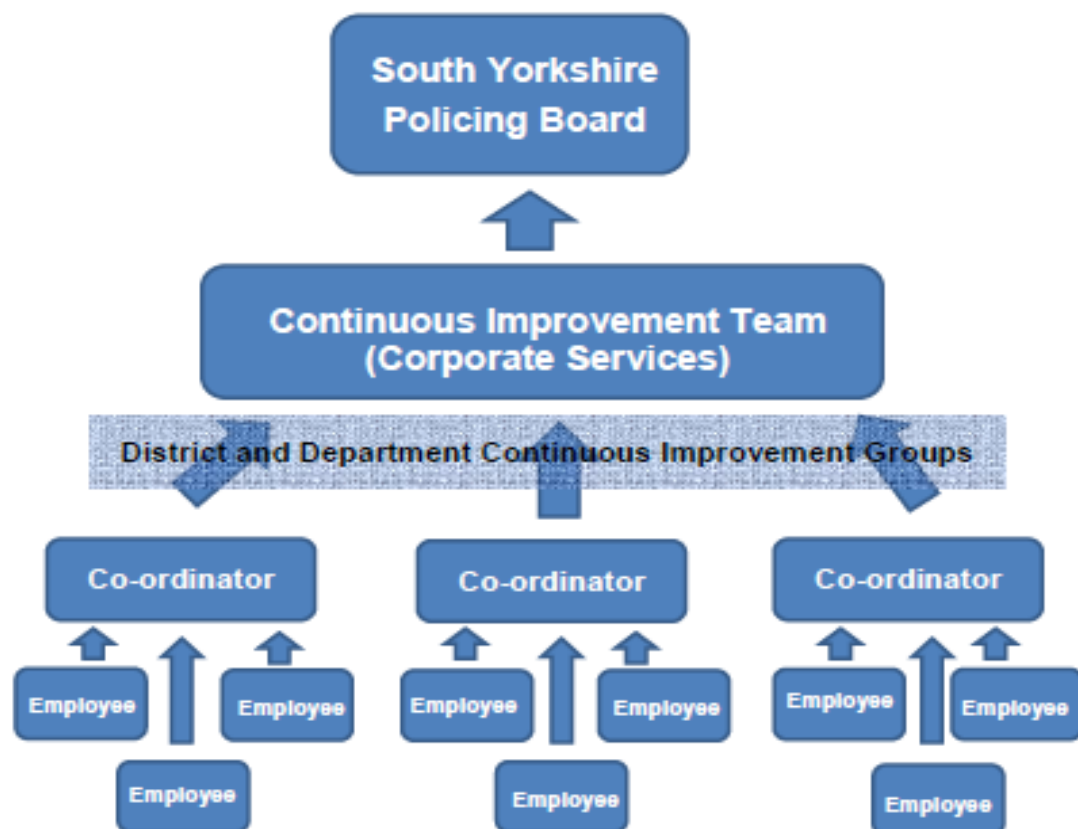 South Yorkshire
Policing Board
Continuous Improvement Team
(Corporate Services)
District and Department Continuous Improvement Groups
Co-ordinator
Co-ordinator
Co-ordinator
Employee
Employee
Employee
Employee
Employee
Employee
Employee
Employee
Employee